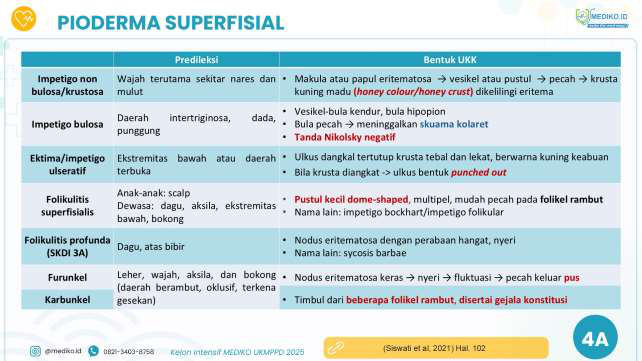 PIODERMA SUPERFISIAL
MEDIKO.ID
Predileksi
Bentuk UKK
Impetigo non
bulosa/krustosa
Wajah terutama sekitar nares dan
mulut
• Makula atau papul eritematosa → vesikel atau pustul → pecah → krusta
kuning madu (honey colour/honey crust) dikelilingi eritema
Impetigo bulosa
Daerah intertriginosa, dada,
punggung
• Vesikel-bula kendur, bula hipopion
• Bula pecah → meninggalkan skuama kolaret
• Tanda Nikolsky negatif
Ektima/impetigo
ulseratif
Ekstremitas bawah atau daerah
terbuka
• Ulkus dangkal tertutup krusta tebal dan lekat, berwarna kuning keabuan
• Bila krusta diangkat -> ulkus bentuk punched out
Folikulitis
superfisialis
Anak-anak: scalp
Dewasa: dagu, aksila, ekstremitas
bawah, bokong
• Pustul kecil dome-shaped, multipel, mudah pecah pada folikel rambut
• Nama lain: impetigo bockhart/impetigo folikular
Folikulitis profunda
(SKDI 3A)
Dagu, atas bibir
• Nodus eritematosa dengan perabaan hangat, nyeri
• Nama lain: sycosis barbae
Furunkel
Leher, wajah, aksila, dan bokong
(daerah berambut, oklusif, terkena
gesekan)
• Nodus eritematosa keras → nyeri → fluktuasi → pecah keluar pus
Karbunkel
• Timbul dari beberapa folikel rambut, disertai gejala konstitusi
@mediko.id
0821-3403-8758
Kelas Intensif MEDIKO UKMPPD 2025
(Siswati et al, 2021) Hal. 102
4A